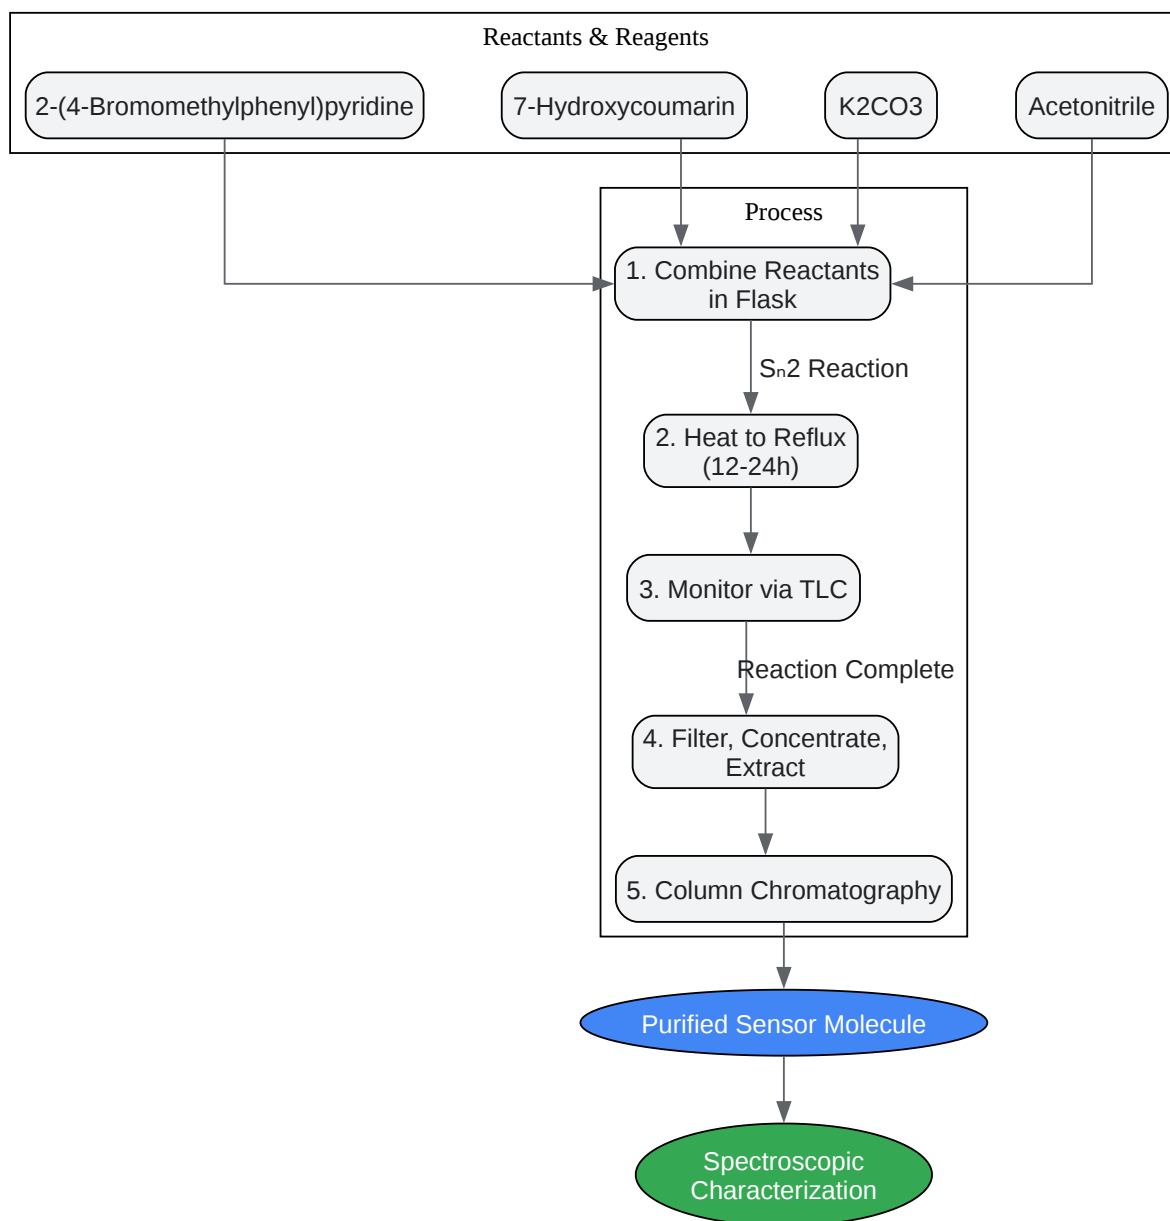 Reactants & Reagents
2-(4-Bromomethylphenyl)pyridine
7-Hydroxycoumarin
K2CO3
Acetonitrile
Process
1. Combine Reactants
in Flask
Sₙ2 Reaction
2. Heat to Reflux
(12-24h)
3. Monitor via TLC
Reaction Complete
4. Filter, Concentrate,
Extract
5. Column Chromatography
Purified Sensor Molecule
Spectroscopic
Characterization